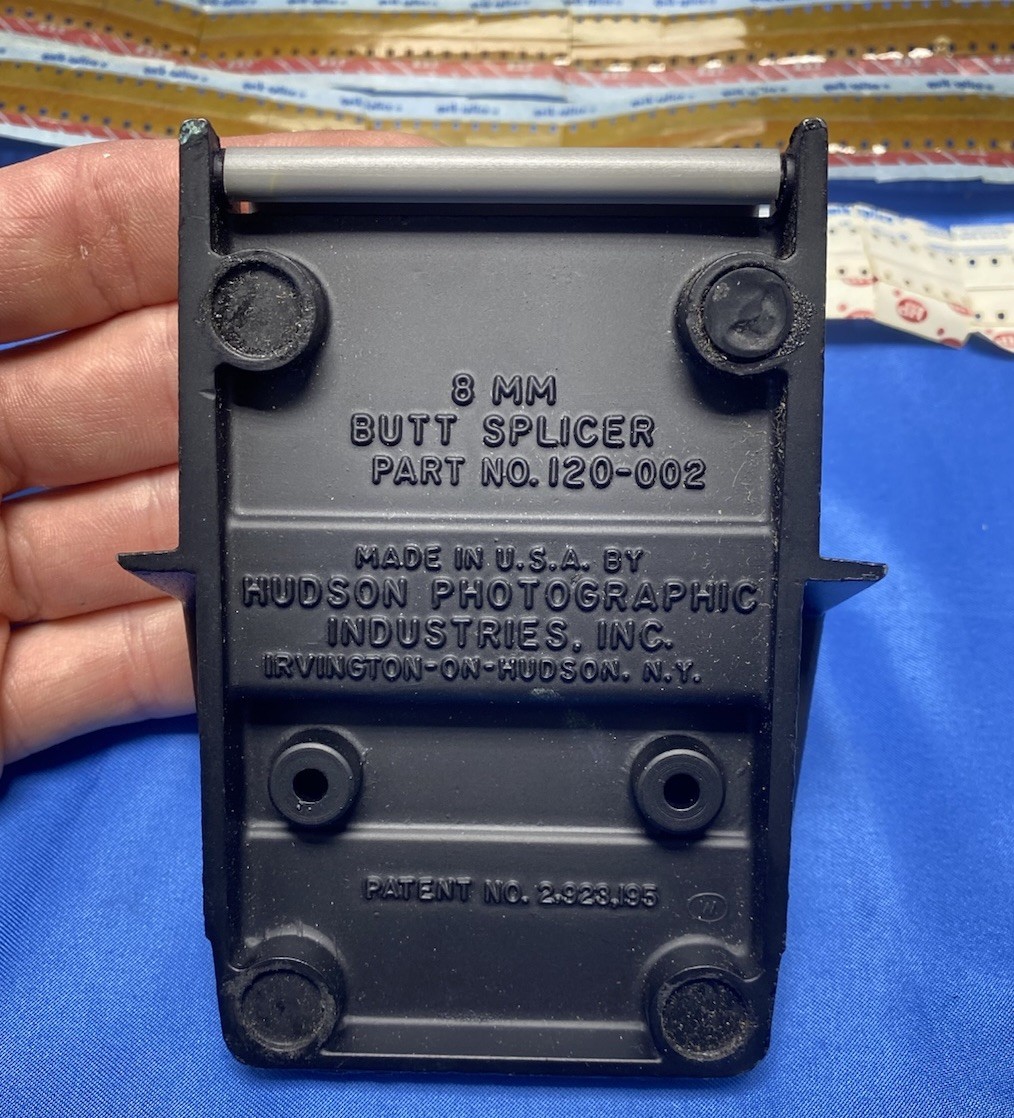 8 MM
BUTT SPLICER
PART NO. 120-002
MADE IN U.S.A. BY
HUDSON PHOTOGRAPHIC
INDUSTRIES, INC.
IRVINGTON-ON-HUDSON, N.Y.
PATENT NO. 2,923,195